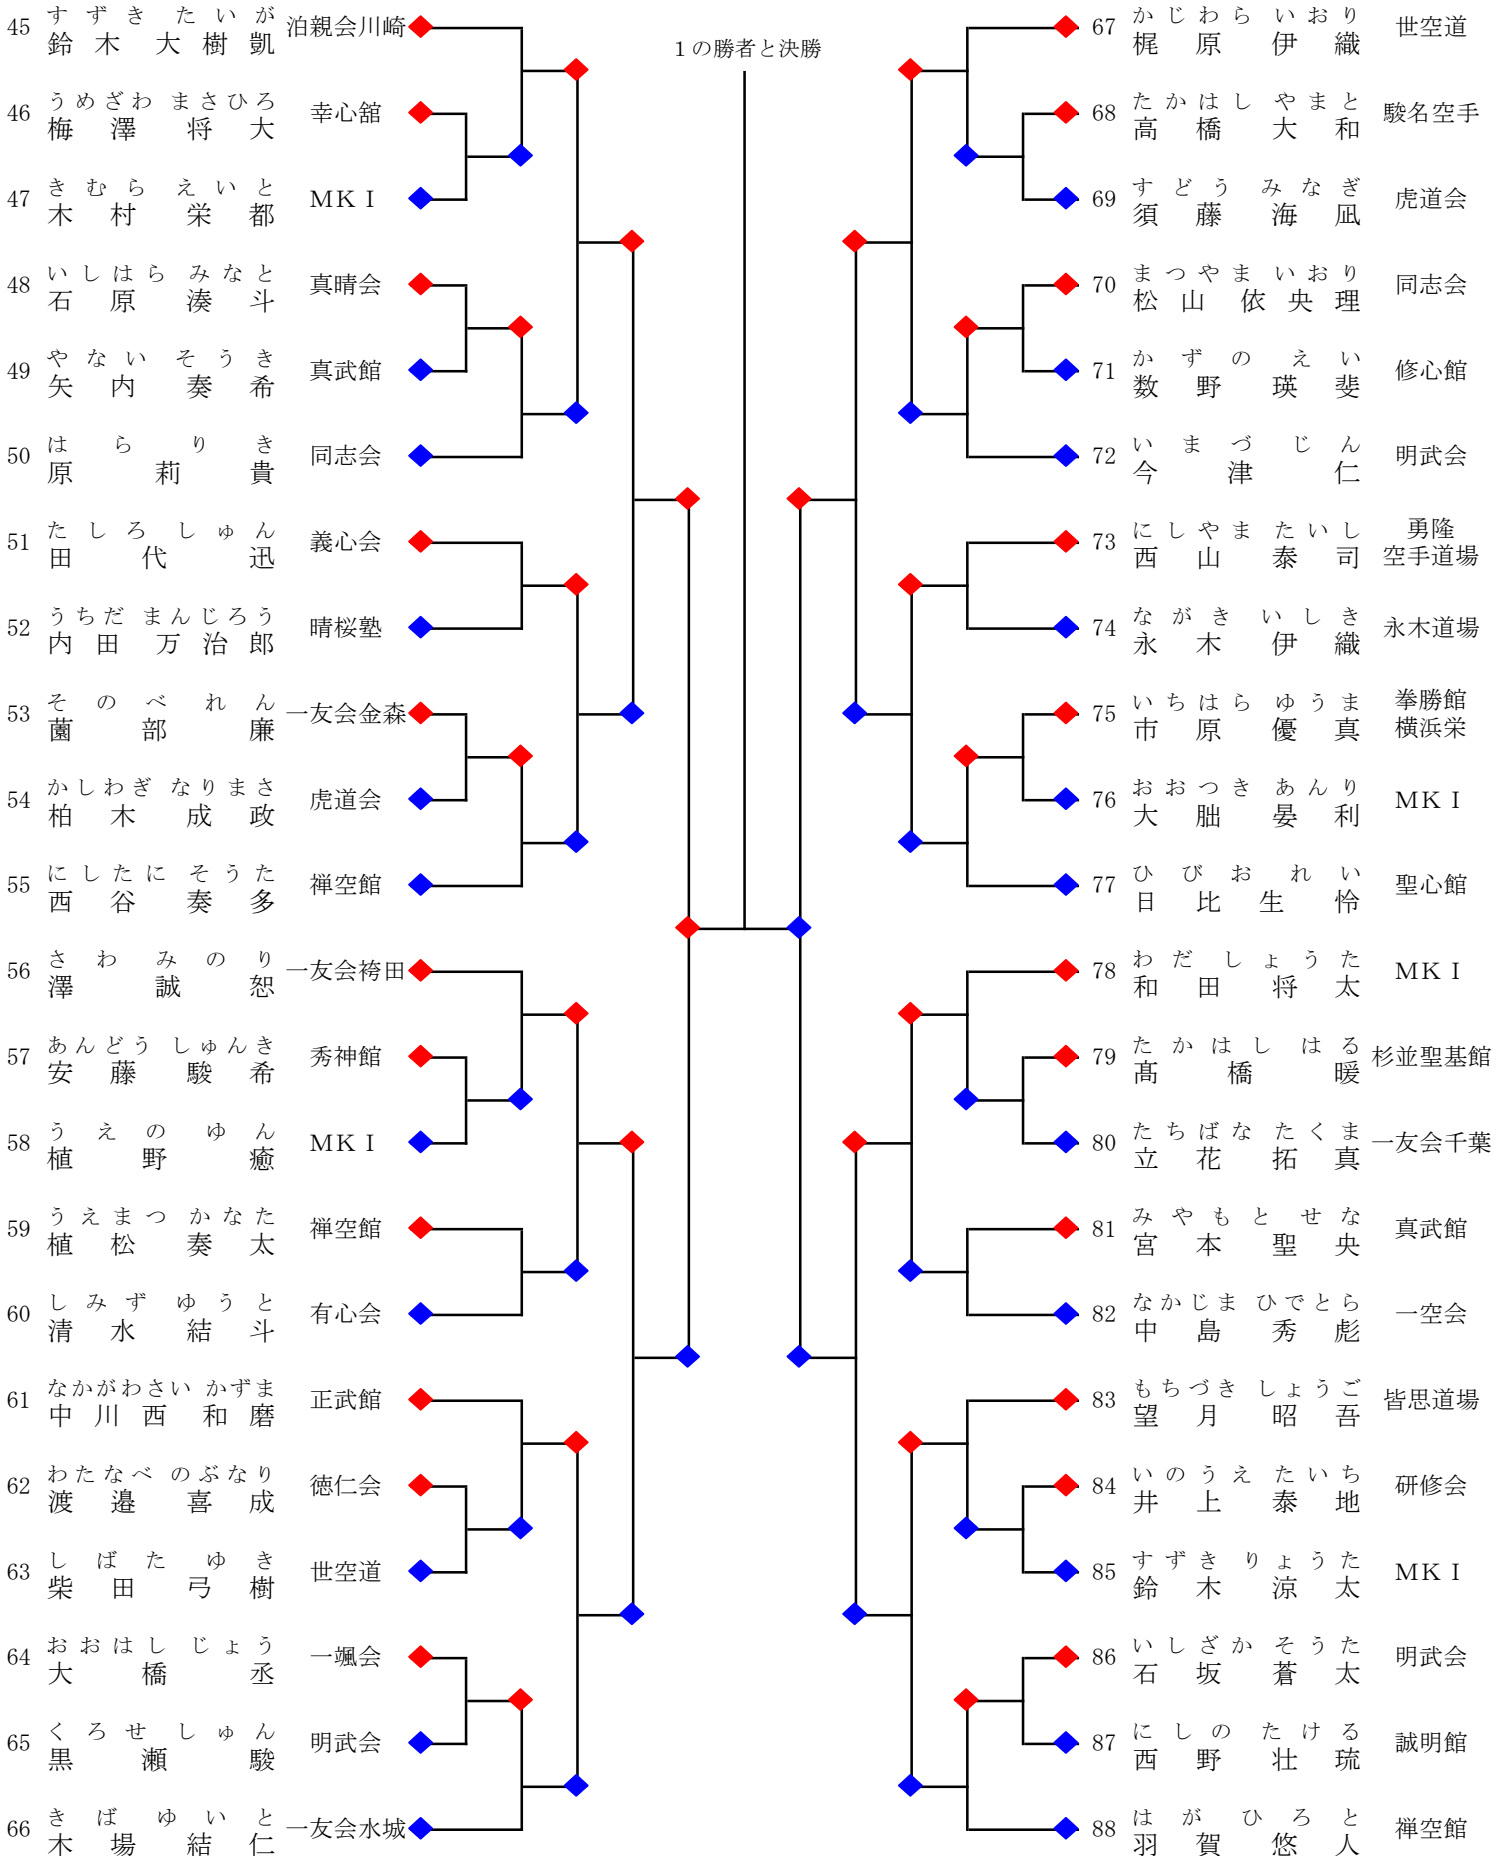 １の勝者と決勝
すずき たいが
45 鈴木 大樹凱 泊親会川崎
うめざわ まさひろ
46 梅澤 将大 幸心舘
きむら えいと
47 木村 栄都 ＭＫＩ
いしはら みなと
48 石原 湊斗 真晴会
やない そうき
49 矢内 奏希 真武館
はら りき
50 原 莉貴 同志会
たしろ しゅん
51 田代 迅 義心会
うちだ まんじろう
52 内田 万治郎 晴桜塾
そのべ れん
53 薗部 廉 一友会金森
かしわぎ なりまさ
54 柏木 成政 虎道会
にしたに そうた
55 西谷 奏多 禅空館
さわ みのり
56 澤 誠恕 一友会袴田
あんどう しゅんき
57 安藤 駿希 秀神館
うえの ゆん
58 植野 癒 ＭＫＩ
うえまつ かなた
59 植松 奏太 禅空館
しみず ゆうと
60 清水 結斗 有心会
なかがわさい かずま
61 中川西 和磨 正武館
わたなべ のぶなり
62 渡邉 喜成 徳仁会
しばた ゆき
63 柴田 弓樹 世空道
おおはし じょう
64 大橋 丞 一颯会
くろせ しゅん
65 黒瀬 駿 明武会
きば ゆいと
66 木場 結仁 一友会水城
かじわら いおり
67 梶原 伊織 世空道
たかはし やまと
68 高橋 大和 駿名空手
すどう みなぎ
69 須藤 海凪 虎道会
まつやま いおり
70 松山 依央理 同志会
かずの えい
71 数野 瑛斐 修心館
いまづ じん
72 今津 仁 明武会
にしやま たいし 勇隆
73 西山 泰司 空手道場
ながき いしき
74 永木 伊織 永木道場
いちはら ゆうま 拳勝館
75 市原 優真 横浜栄
おおつき あんり
76 大朏 晏利 ＭＫＩ
ひびお れい
77 日比生 怜 聖心館
わだ しょうた
78 和田 将太 ＭＫＩ
たかはし はる
79 髙橋 暖 杉並聖基館
たちばな たくま
80 立花 拓真 一友会千葉
みやもと せな
81 宮本 聖央 真武館
なかじま ひでとら
82 中島 秀彪 一空会
もちづき しょうご
83 望月 昭吾 皆思道場
いのうえ たいち
84 井上 泰地 研修会
すずき りょうた
85 鈴木 涼太 ＭＫＩ
いしざか そうた
86 石坂 蒼太 明武会
にしの たける
87 西野 壮琉 誠明館
はが ひろと
88 羽賀 悠人 禅空館